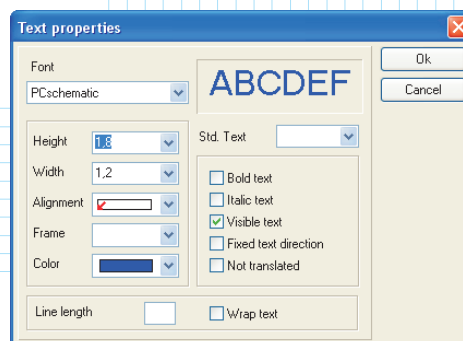 Text properties
Font
PCschematic
ABCDEF
Ok
Cancel
Height 1,8
Std. Text
Width 1,2
Alignment
Frame
Color
Bold text
Italic text
Visible text
Fixed text direction
Not translated
Line length
Wrap text